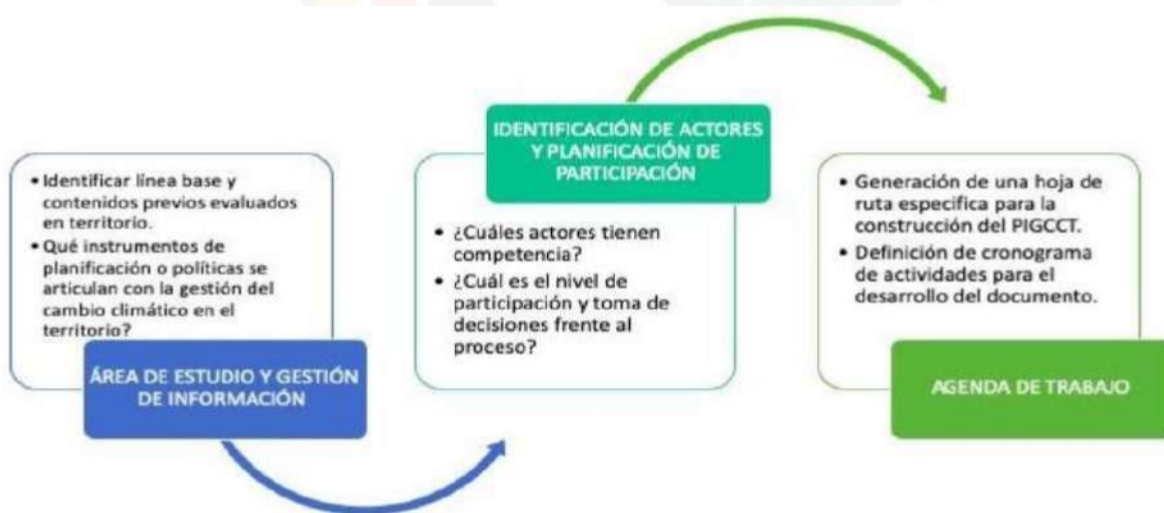 • Identificar línea base y
contenidos previos evaluados
en territorio.
• Qué instrumentos de
planificación o políticas se
articulan con la gestión del
cambio climático en el
territorio?
ÁREA DE ESTUDIO Y GESTIÓN
DE INFORMACIÓN
IDENTIFICACIÓN DE ACTORES
Y PLANIFICACIÓN DE
PARTICIPACIÓN
• ¿Cuáles actores tienen
competencia?
• ¿Cuál es el nivel de
participación y toma de
decisiones frente al
proceso?
• Generación de una hoja de
ruta especifica para la
construcción del PIGCCT.
• Definición de cronograma
de actividades para el
desarrollo del documento.
AGENDA DE TRABAJO